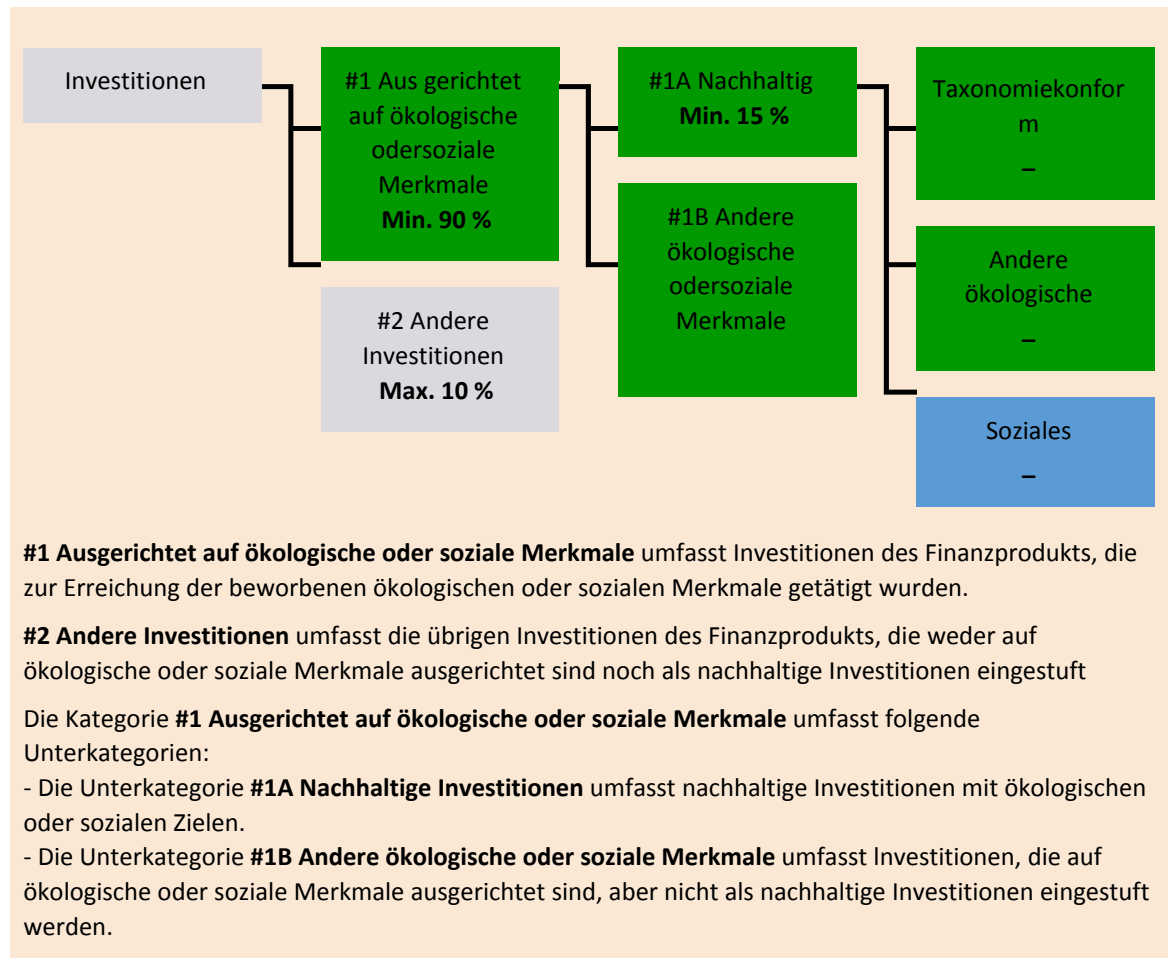 Investitionen
#1 Aus gerichtet
auf ökologische
odersoziale
Merkmale
Min. 90 %
#2 Andere
Investitionen
Max. 10 %
#1A Nachhaltig
Min. 15 %
#1B Andere
ökologische
odersoziale
Merkmale
Taxonomiekonfor
m
–
Andere
ökologische
–
Soziales
–
#1 Ausgerichtet auf ökologische oder soziale Merkmale umfasst Investitionen des Finanzprodukts, die
zur Erreichung der beworbenen ökologischen oder sozialen Merkmale getätigt wurden.
#2 Andere Investitionen umfasst die übrigen Investitionen des Finanzprodukts, die weder auf
ökologische oder soziale Merkmale ausgerichtet sind noch als nachhaltige Investitionen eingestuft
Die Kategorie #1 Ausgerichtet auf ökologische oder soziale Merkmale umfasst folgende
Unterkategorien:
- Die Unterkategorie #1A Nachhaltige Investitionen umfasst nachhaltige Investitionen mit ökologischen
oder sozialen Zielen.
- Die Unterkategorie #1B Andere ökologische oder soziale Merkmale umfasst lnvestitionen, die auf
ökologische oder soziale Merkmale ausgerichtet sind, aber nicht als nachhaltige Investitionen eingestuft
werden.